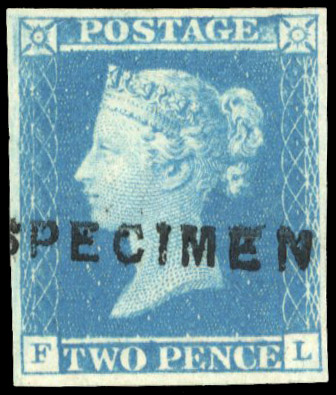 POSTAGE
SPECIMEN
F TWO PENCE L